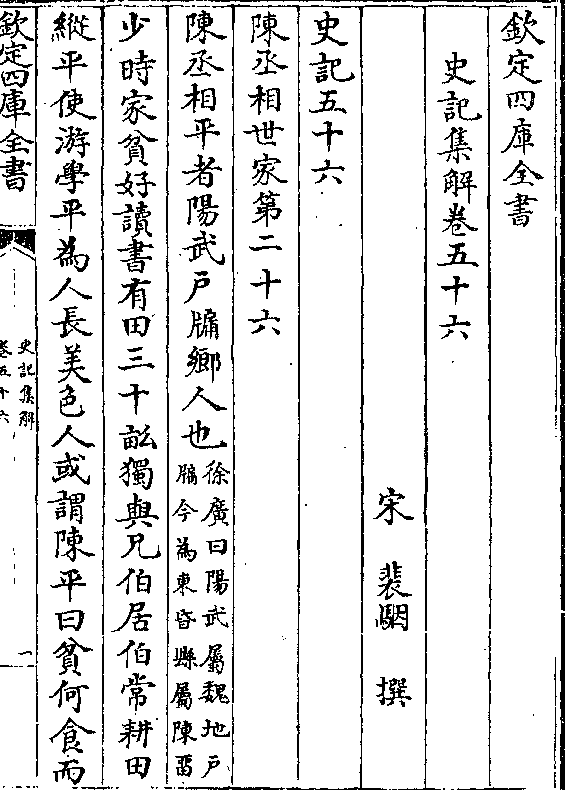 欽定四庫全書
史記集解卷五十六
宋　裴駰　撰
史記五十六
陳丞相世家第二十六
陳丞相平者陽武戶牖鄉人也徐廣曰陽武屬魏地戶
牖今為東昏縣屬陳留
少時家貧好讀書有田三十畝獨與兄伯居伯常耕田
縱平使游學平為人長美色人或謂陳平曰貧何食而
欽定四庫全書
史記集解
卷五十六
一